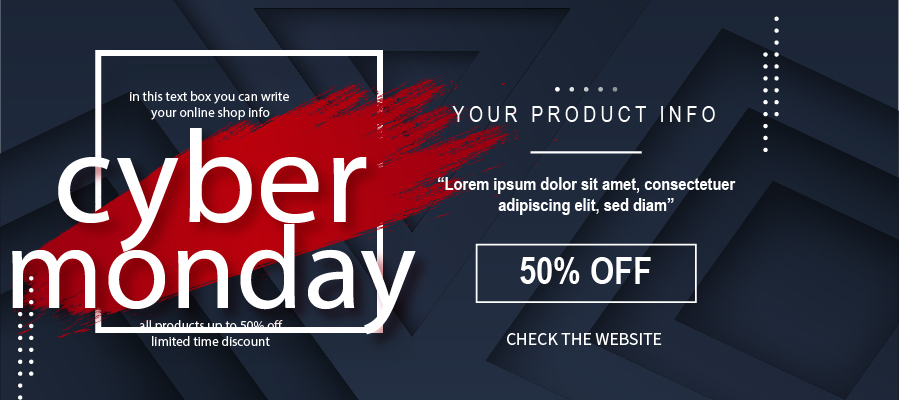 in this text box you can write
your online shop info
cyber
monday
all products up to 50% off
limited time discount
YOUR PRODUCT INFO
“Lorem ipsum dolor sit amet, consectetuer
adipiscing elit, sed diam”
50% OFF
CHECK THE WEBSITE